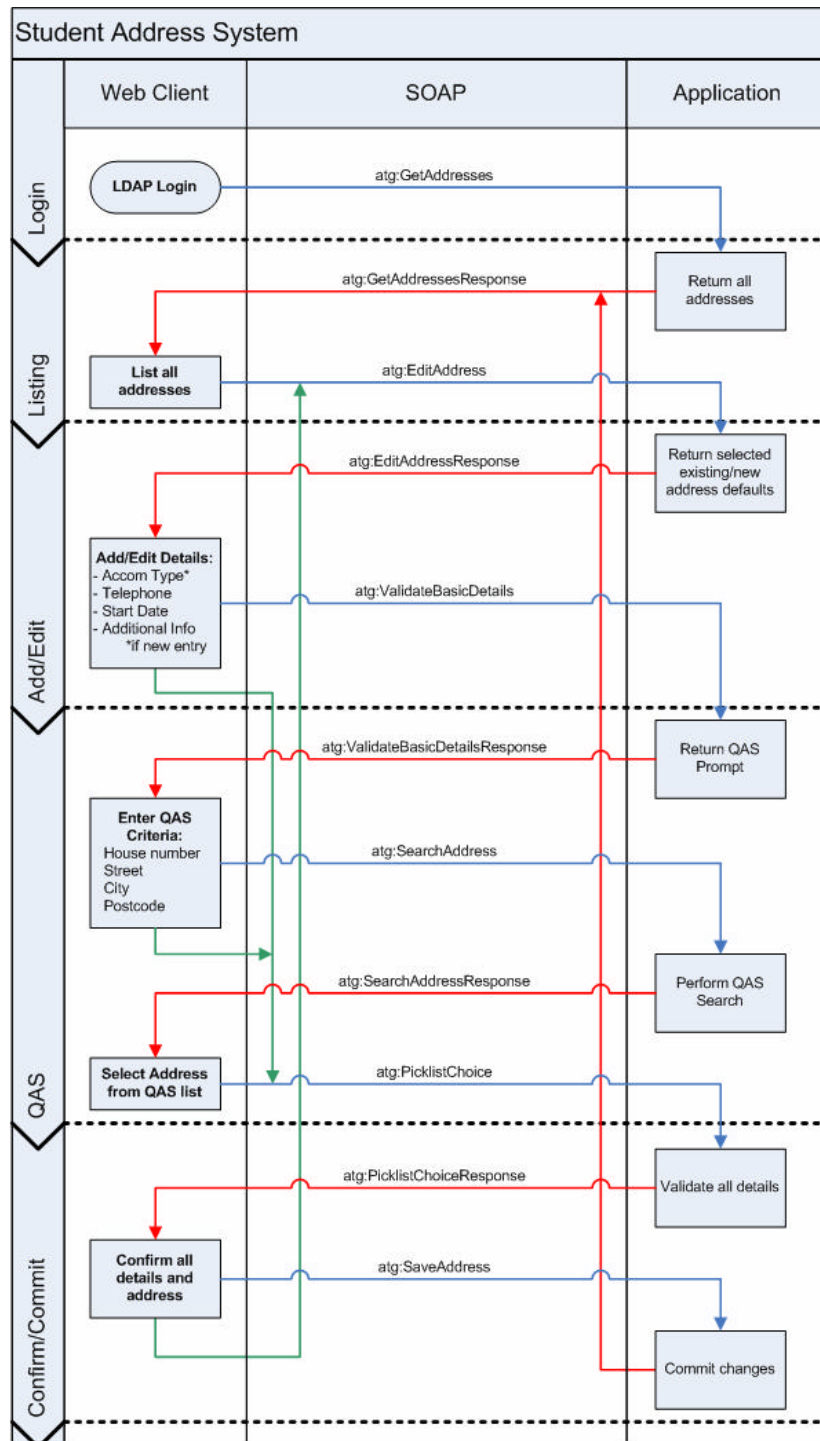 Student Address System
Web Client
SOAP
Application
Login
LDAP Login
atg:GetAddresses
Listing
atg:GetAddressesResponse
Return all
addresses
List all
addresses
atg:EditAddress
Add/Edit
atg:EditAddressResponse
Return selected
existing/new
address defaults
Add/Edit Details:
- Accom Type*
- Telephone
- Start Date
- Additional Info
*if new entry
atg:ValidateBasicDetails
QAS
atg:ValidateBasicDetailsResponse
Return QAS
Prompt
Enter QAS
Criteria:
House number
Street
City
Postcode
atg:SearchAddress
atg:SearchAddressResponse
Perform QAS
Search
Select Address
from QAS list
atg:PicklistChoice
Confirm/Commit
atg:PicklistChoiceResponse
Validate all details
Confirm all
details and
address
atg:SaveAddress
Commit changes